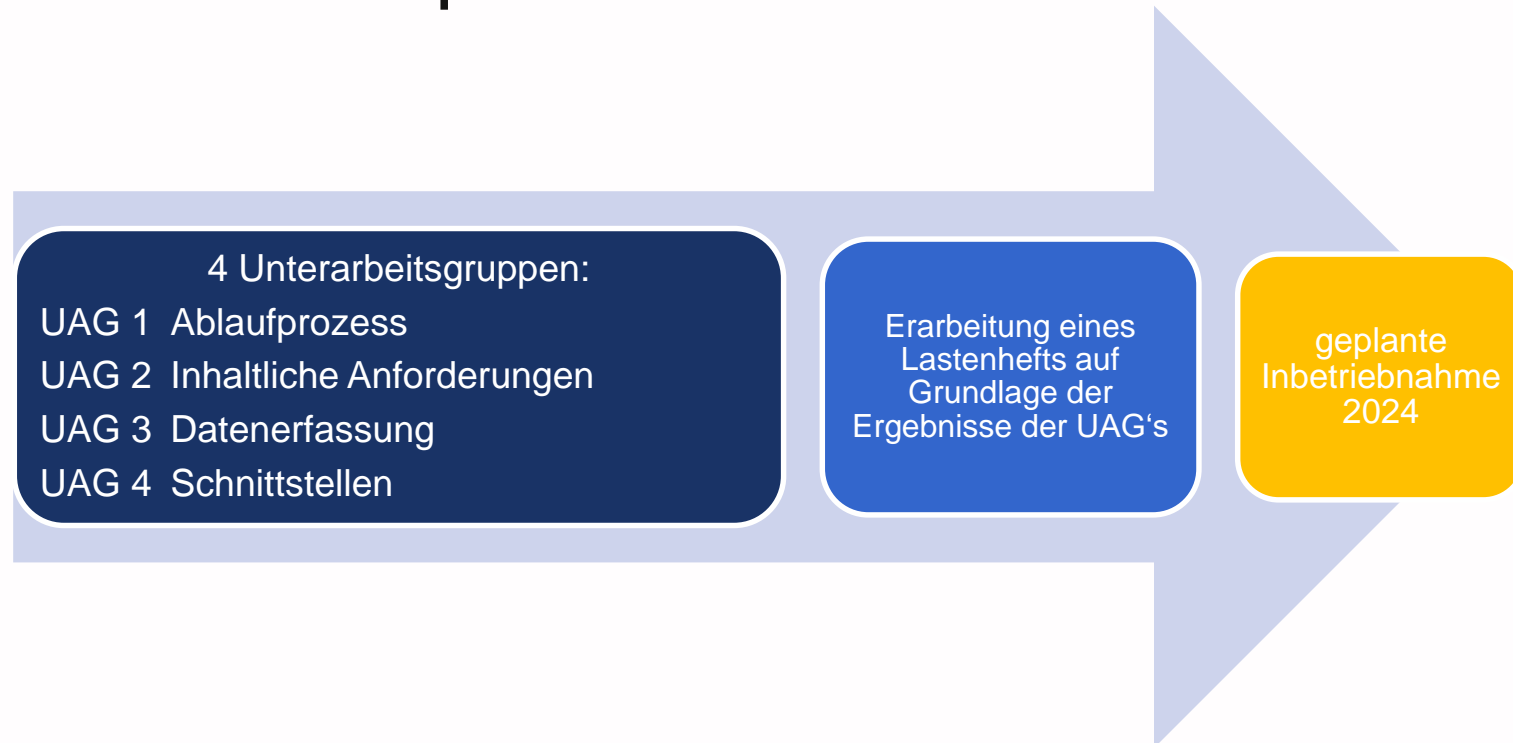 4 Unterarbeitsgruppen:
UAG 1 Ablaufprozess
UAG 2 Inhaltliche Anforderungen
UAG 3 Datenerfassung
UAG 4 Schnittstellen
Erarbeitung eines
Lastenhefts auf
Grundlage der
Ergebnisse der UAG‘s
geplante
Inbetriebnahme
2024